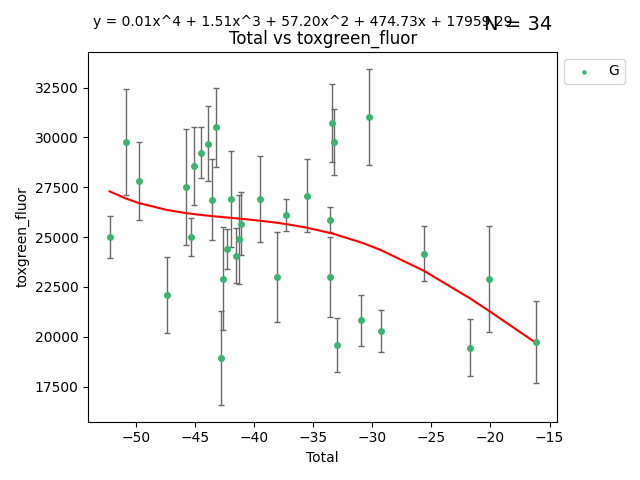 y = 0.01x^4 + 1.51x^3 + 57.20x^2 + 474.73x + 17959.29
N = 34
Total vs toxgreen_fluor
G
32500
30000
27500
25000
22500
20000
17500
toxgreen_fluor
−50 −45 −40 −35 −30 −25 −20 −15
Total